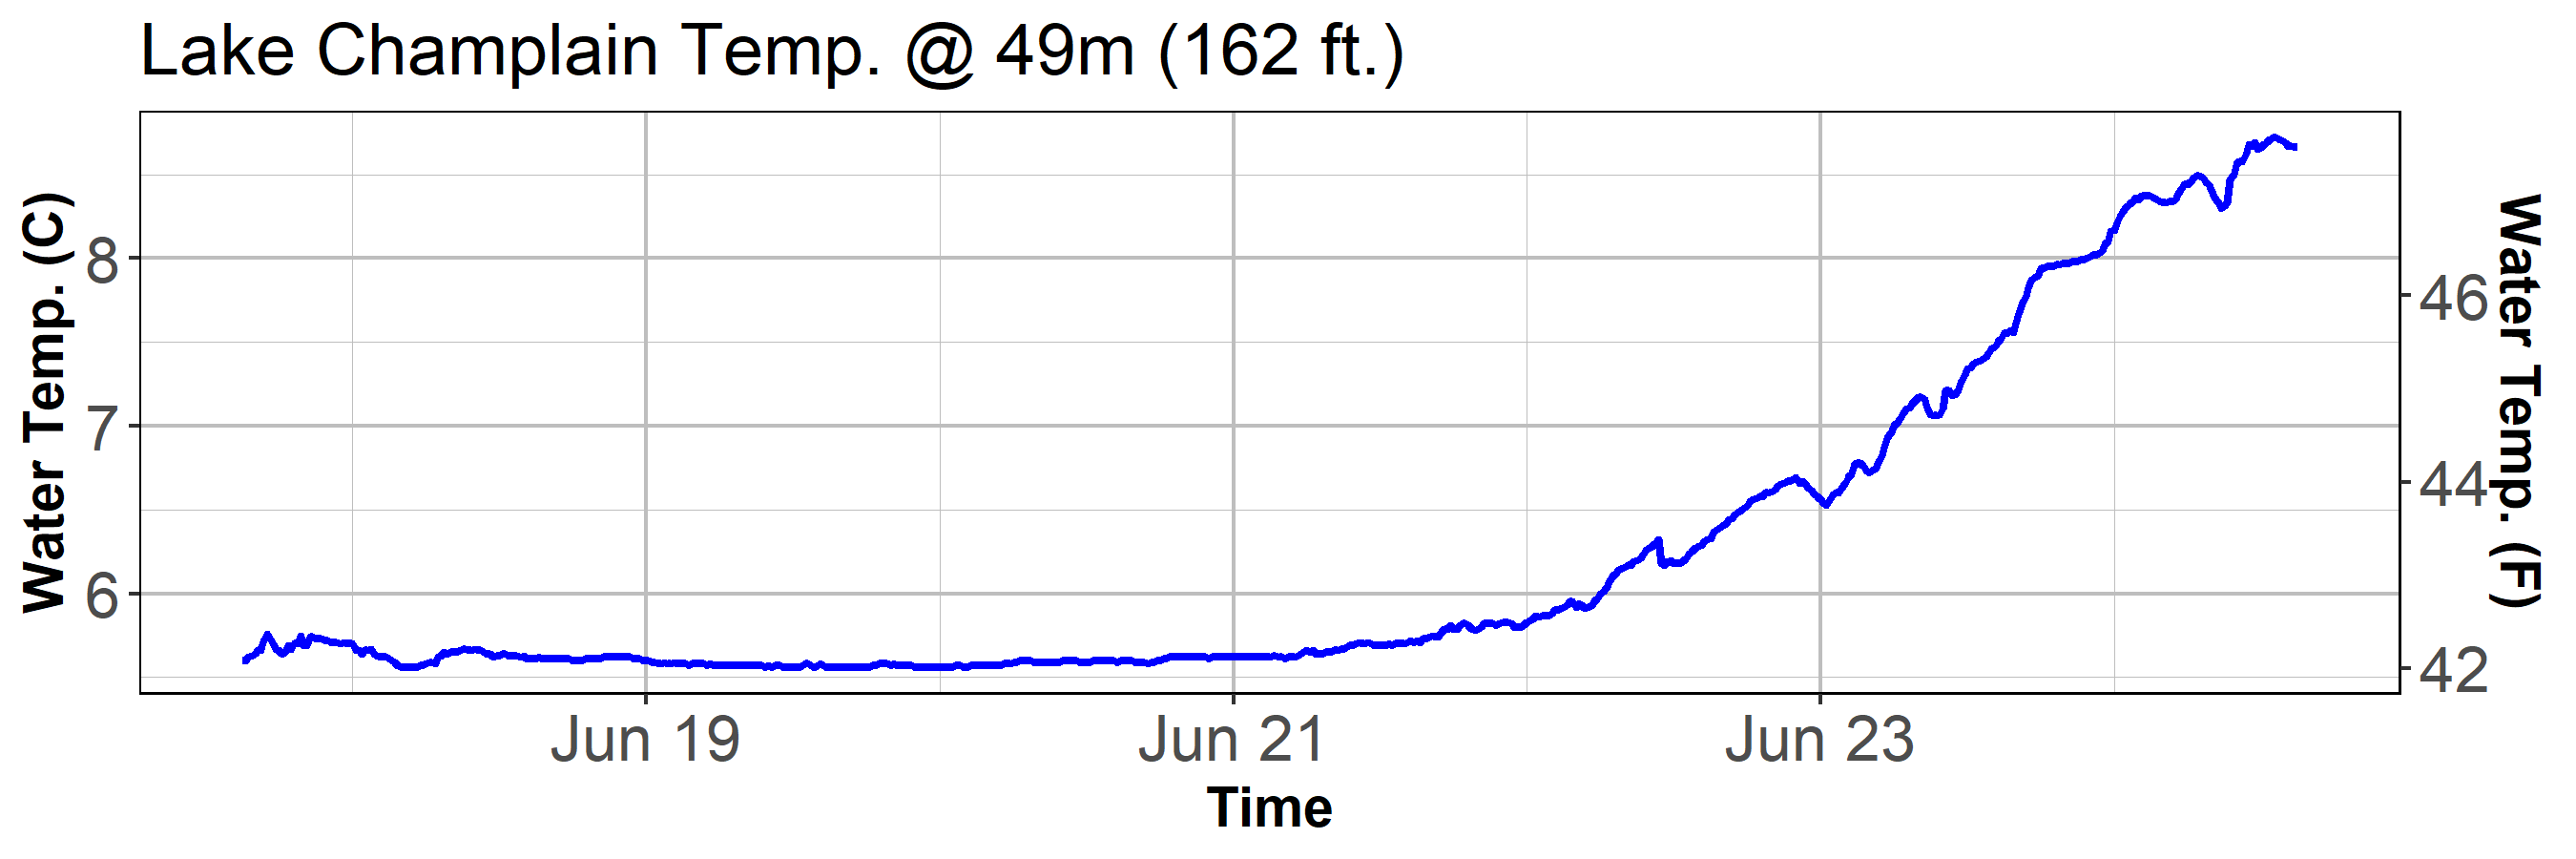 Lake Champlain Temp. @ 49m (162 ft.)
Water Temp. (C)
8
7
6
46
44
42
Water Temp. (F)
Jun 19
Jun 21
Jun 23
Time